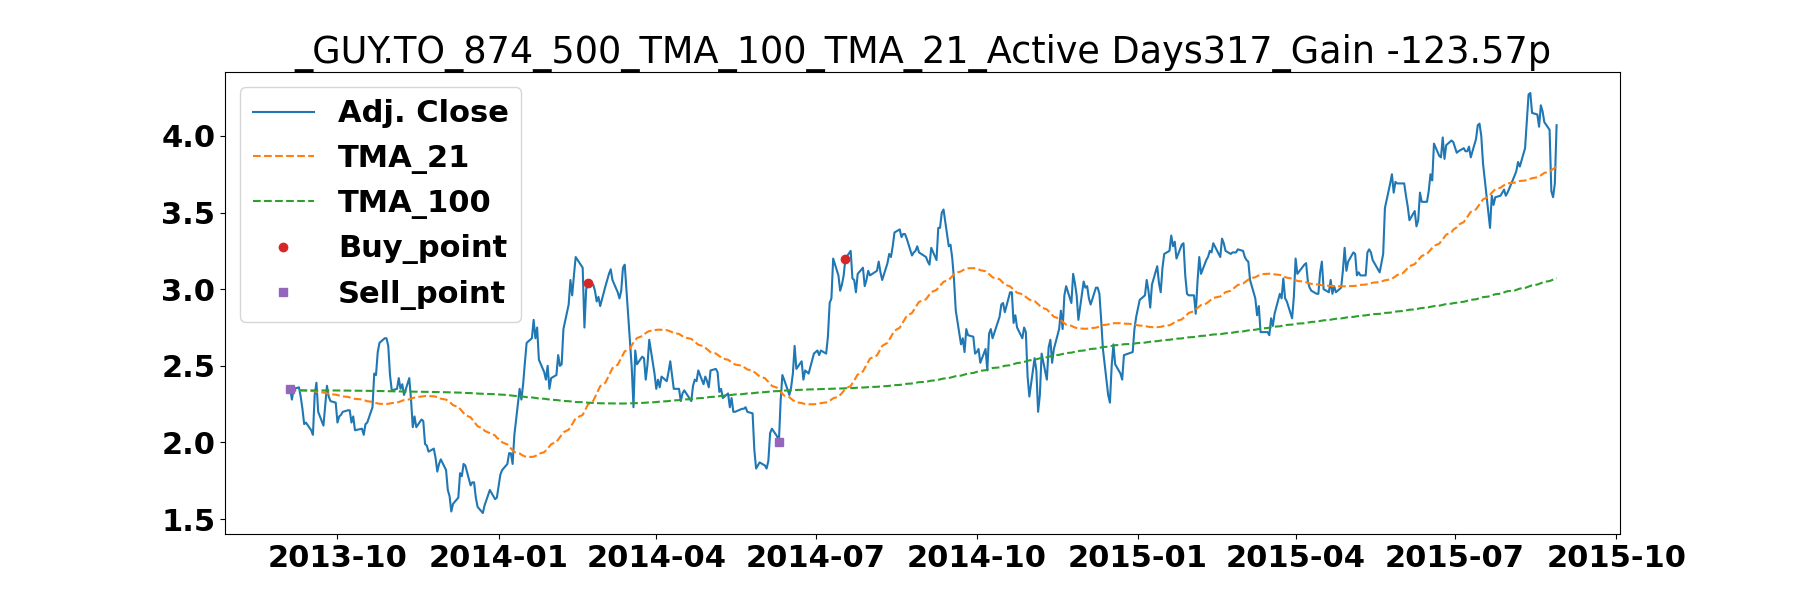 _GUY.TO_874_500_TMA_100_TMA_21_Active Days317_Gain -123.57p
Adj. Close
TMA_21
TMA_100
Buy_point
Sell_point
4.0
3.5
3.0
2.5
2.0
1.5
2013-10 2014-01 2014-04 2014-07 2014-10 2015-01 2015-04 2015-07 2015-10